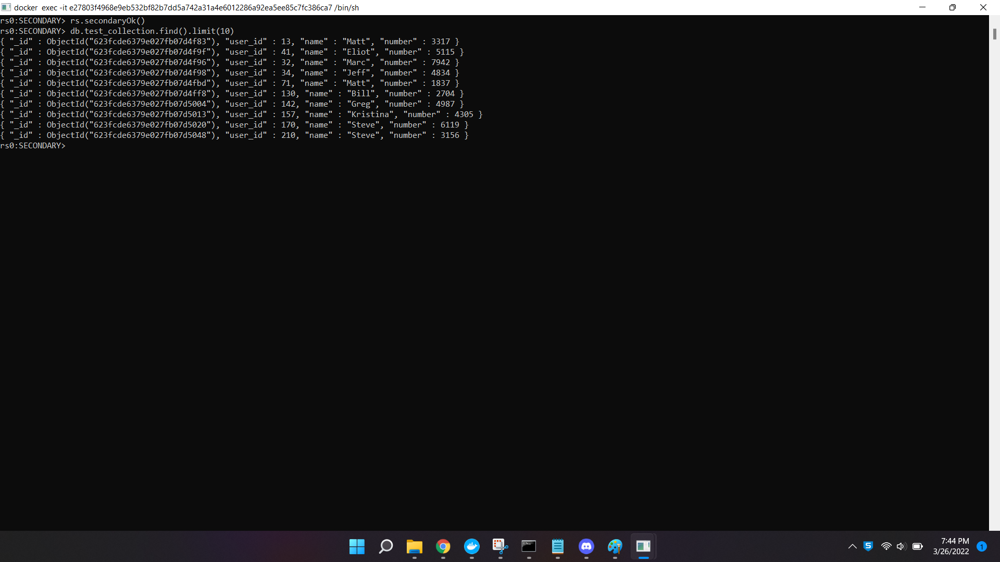 docker  exec -it e27803f4968e9eb532bf82b7dd5a742a31a4e6012286a92ea5ee85c7fc386ca7 /bin/sh
rs0:SECONDARY> rs.secondaryOk()
rs0:SECONDARY> db.test_collection.find().limit(10)
{ "_id" : ObjectId("623fcde6379e027fb07d4f83"), "user_id" : 13, "name" : "Matt", "number" : 3317 }
{ "_id" : ObjectId("623fcde6379e027fb07d4f9f"), "user_id" : 41, "name" : "Eliot", "number" : 5115 }
{ "_id" : ObjectId("623fcde6379e027fb07d4f96"), "user_id" : 32, "name" : "Marc", "number" : 7942 }
{ "_id" : ObjectId("623fcde6379e027fb07d4f98"), "user_id" : 34, "name" : "Jeff", "number" : 4834 }
{ "_id" : ObjectId("623fcde6379e027fb07d4fbd"), "user_id" : 71, "name" : "Matt", "number" : 1837 }
{ "_id" : ObjectId("623fcde6379e027fb07d4ff8"), "user_id" : 130, "name" : "Bill", "number" : 2704 }
{ "_id" : ObjectId("623fcde6379e027fb07d5004"), "user_id" : 142, "name" : "Greg", "number" : 4987 }
{ "_id" : ObjectId("623fcde6379e027fb07d5013"), "user_id" : 157, "name" : "Kristina", "number" : 4305 }
{ "_id" : ObjectId("623fcde6379e027fb07d5020"), "user_id" : 170, "name" : "Steve", "number" : 6119 }
{ "_id" : ObjectId("623fcde6379e027fb07d5048"), "user_id" : 210, "name" : "Steve", "number" : 3156 }
rs0:SECONDARY>
S
7:44 PM
3/26/2022
1